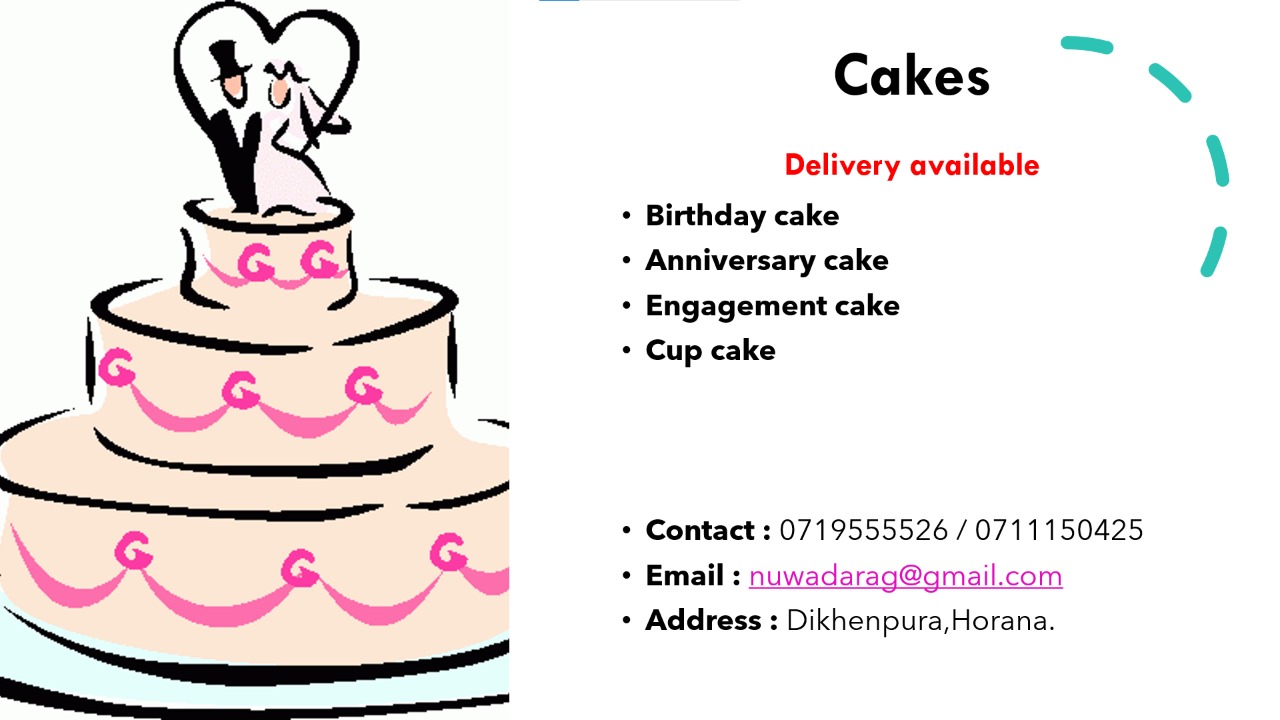 Cakes
Delivery available
• Birthday cake
• Anniversary cake
• Engagement cake
• Cup cake
• Contact : 0719555526 / 0711150425
• Email : nuwadarag@gmail.com
• Address : Dikhenpura,Horana.